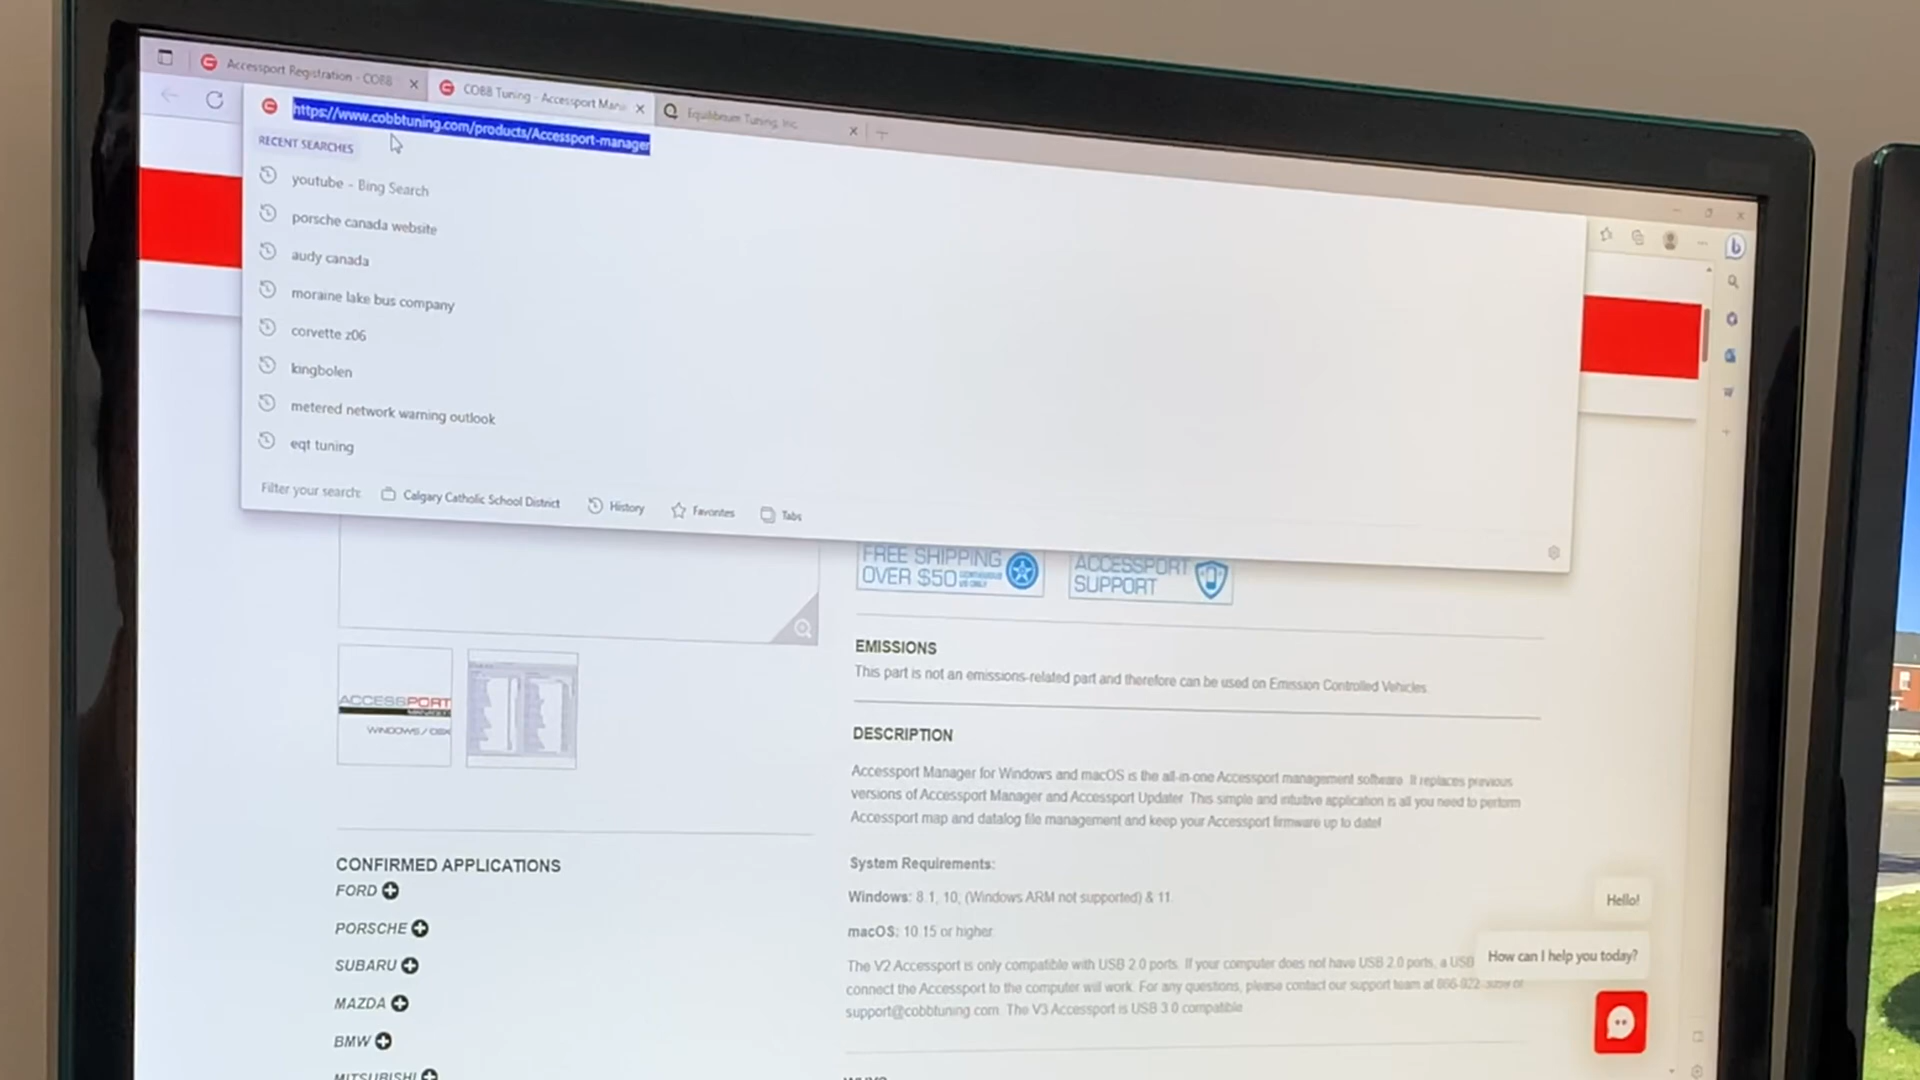 Accessport Registration - COBB
COBB Tuning - Accessport Man
Equilibrium Tuning, Inc.
https://www.cobbtuning.com/products/Accessport-manager
RECENT SEARCHES
youtube - Bing Search
porsche canada website
audy canada
moraine lake bus company
corvette z06
kingbolen
metered network warning outlook
eqt tuning
Filter your search: Calgary Catholic School District History Favorites Tabs
FREE SHIPPING
OVER $50 CONTINUOUS US ONLY
ACCESSPORT
SUPPORT
EMISSIONS
This part is not an emissions-related part and therefore can be used on Emission Controlled Vehicles.
ACCESSPORT
MANAGER
WINDOWS / OSX
DESCRIPTION
Accessport Manager for Windows and macOS is the all-in-one Accessport management software. It replaces previous
versions of Accessport Manager and Accessport Updater. This simple and intuitive application is all you need to perform
Accessport map and datalog file management and keep your Accessport firmware up to date!
System Requirements:
Windows: 8.1, 10, (Windows ARM not supported) & 11.
macOS: 10.15 or higher
The V2 Accessport is only compatible with USB 2.0 ports. If your computer does not have USB 2.0 ports, a USB
connect the Accessport to the computer will work. For any questions, please contact our support team at 866-922-
support@cobbtuning.com. The V3 Accessport is USB 3.0 compatible
CONFIRMED APPLICATIONS
FORD
PORSCHE
SUBARU
MAZDA
BMW
MITSUBISHI
Hello!
How can I help you today?